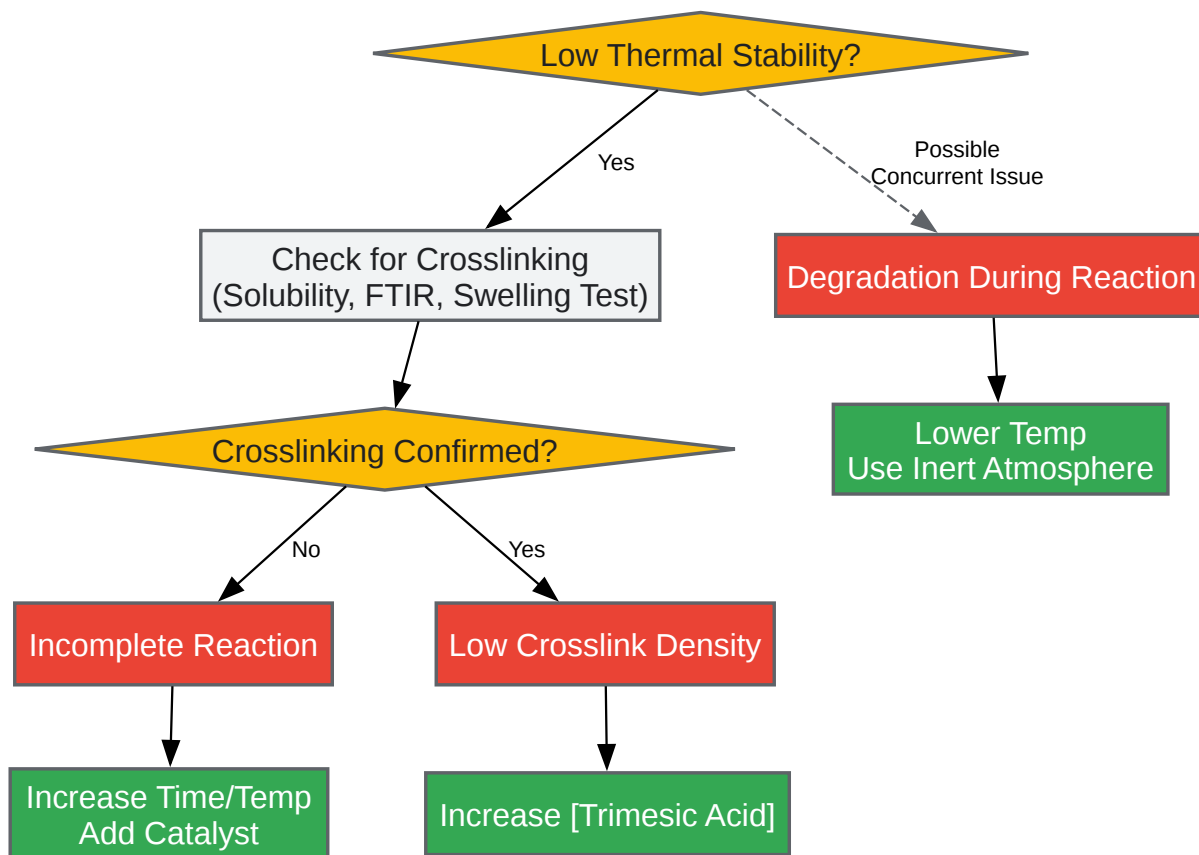 Low Thermal Stability?
Yes
Possible
Concurrent Issue
Check for Crosslinking
(Solubility, FTIR, Swelling Test)
Degradation During Reaction
Crosslinking Confirmed?
Lower Temp
Use Inert Atmosphere
No
Yes
Incomplete Reaction
Low Crosslink Density
Increase Time/Temp
Add Catalyst
Increase [Trimesic Acid]